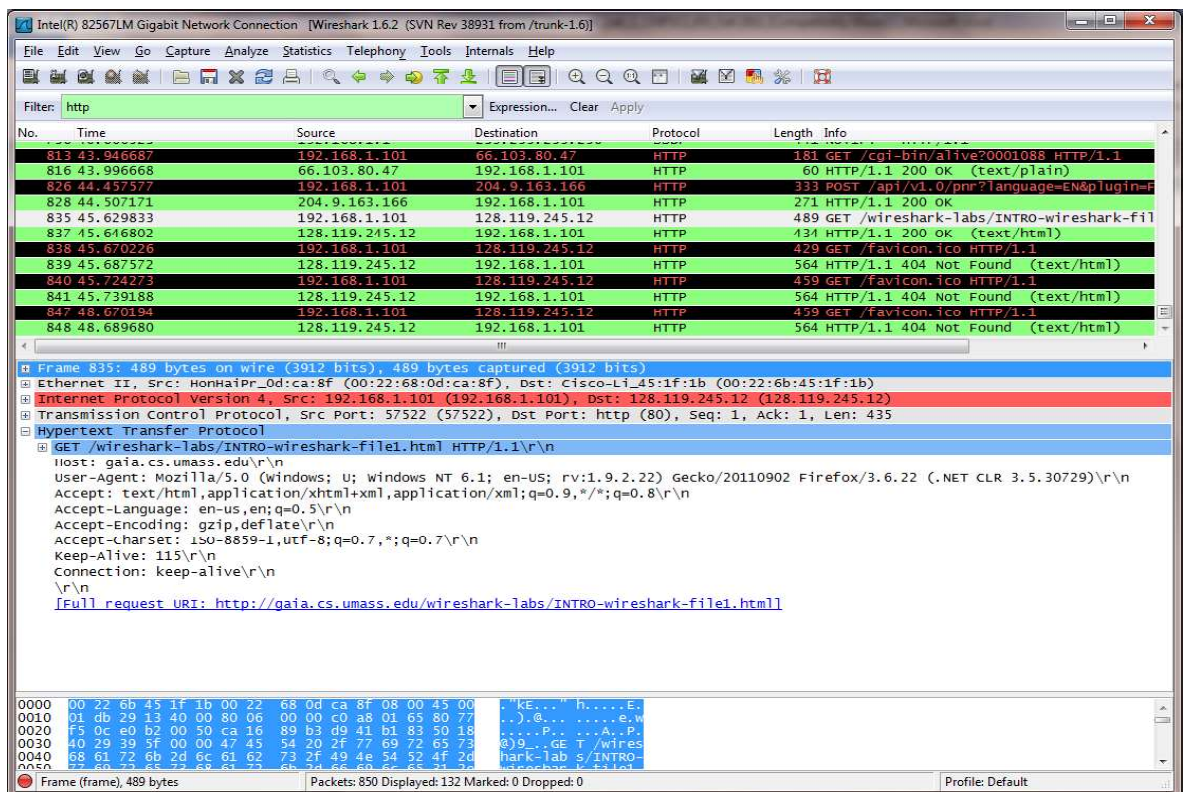 Intel(R) 82567LM Gigabit Network Connection [Wireshark 1.6.2 (SVN Rev 38931 from /trunk-1.6)]
File Edit View Go Capture Analyze Statistics Telephony Tools Internals Help
Filter: http Expression... Clear Apply
No. Time Source Destination Protocol Length Info
813 43.946687 192.168.1.101 66.103.80.47 HTTP 181 GET /cgi-bin/alive?0001088 HTTP/1.1
816 43.996668 66.103.80.47 192.168.1.101 HTTP 60 HTTP/1.1 200 OK (text/plain)
826 44.457577 192.168.1.101 204.9.163.166 HTTP 333 POST /api/v1.0/pnr?language=EN&plugin=F
828 44.507171 204.9.163.166 192.168.1.101 HTTP 271 HTTP/1.1 200 OK
835 45.629833 192.168.1.101 128.119.245.12 HTTP 489 GET /wireshark-labs/INTRO-wireshark-fil
837 45.646802 128.119.245.12 192.168.1.101 HTTP 434 HTTP/1.1 200 OK (text/html)
838 45.670226 192.168.1.101 128.119.245.12 HTTP 429 GET /favicon.ico HTTP/1.1
839 45.687572 128.119.245.12 192.168.1.101 HTTP 564 HTTP/1.1 404 Not Found (text/html)
840 45.724273 192.168.1.101 128.119.245.12 HTTP 459 GET /favicon.ico HTTP/1.1
841 45.739188 128.119.245.12 192.168.1.101 HTTP 564 HTTP/1.1 404 Not Found (text/html)
847 48.670194 192.168.1.101 128.119.245.12 HTTP 459 GET /favicon.ico HTTP/1.1
848 48.689680 128.119.245.12 192.168.1.101 HTTP 564 HTTP/1.1 404 Not Found (text/html)
Frame 835: 489 bytes on wire (3912 bits), 489 bytes captured (3912 bits)
Ethernet II, Src: HonHaiPr_0d:ca:8f (00:22:68:0d:ca:8f), Dst: Cisco-Li_45:1f:1b (00:22:6b:45:1f:1b)
Internet Protocol Version 4, Src: 192.168.1.101 (192.168.1.101), Dst: 128.119.245.12 (128.119.245.12)
Transmission Control Protocol, Src Port: 57522 (57522), Dst Port: http (80), Seq: 1, Ack: 1, Len: 435
Hypertext Transfer Protocol
GET /wireshark-labs/INTRO-wireshark-file1.html HTTP/1.1\r\n
Host: gaia.cs.umass.edu\r\n
User-Agent: Mozilla/5.0 (Windows; U; Windows NT 6.1; en-US; rv:1.9.2.22) Gecko/20110902 Firefox/3.6.22 (.NET CLR 3.5.30729)\r\n
Accept: text/html,application/xhtml+xml,application/xml;q=0.9,*/*;q=0.8\r\n
Accept-Language: en-us,en;q=0.5\r\n
Accept-Encoding: gzip,deflate\r\n
Accept-Charset: ISO-8859-1,utf-8;q=0.7,*;q=0.7\r\n
Keep-Alive: 115\r\n
Connection: keep-alive\r\n
\r\n
[Full request URI: http://gaia.cs.umass.edu/wireshark-labs/INTRO-wireshark-file1.html]
0000 00 22 6b 45 1f 1b 00 22 68 0d ca 8f 08 00 45 00 ."kE..." h.....E.
0010 01 db 29 13 40 00 80 06 00 00 c0 a8 01 65 80 77 ..).@... .....e.w
0020 f5 0c e0 b2 00 50 ca 16 89 b3 d9 41 b1 83 50 18 .....P.. ...A..P.
0030 40 29 39 5f 00 00 47 45 54 20 2f 77 69 72 65 73 @)9_..GE T /wires
0040 68 61 72 6b 2d 6c 61 62 73 2f 49 4e 54 52 4f 2d hark-lab s/INTRO-
Frame (frame), 489 bytes Packets: 850 Displayed: 132 Marked: 0 Dropped: 0 Profile: Default